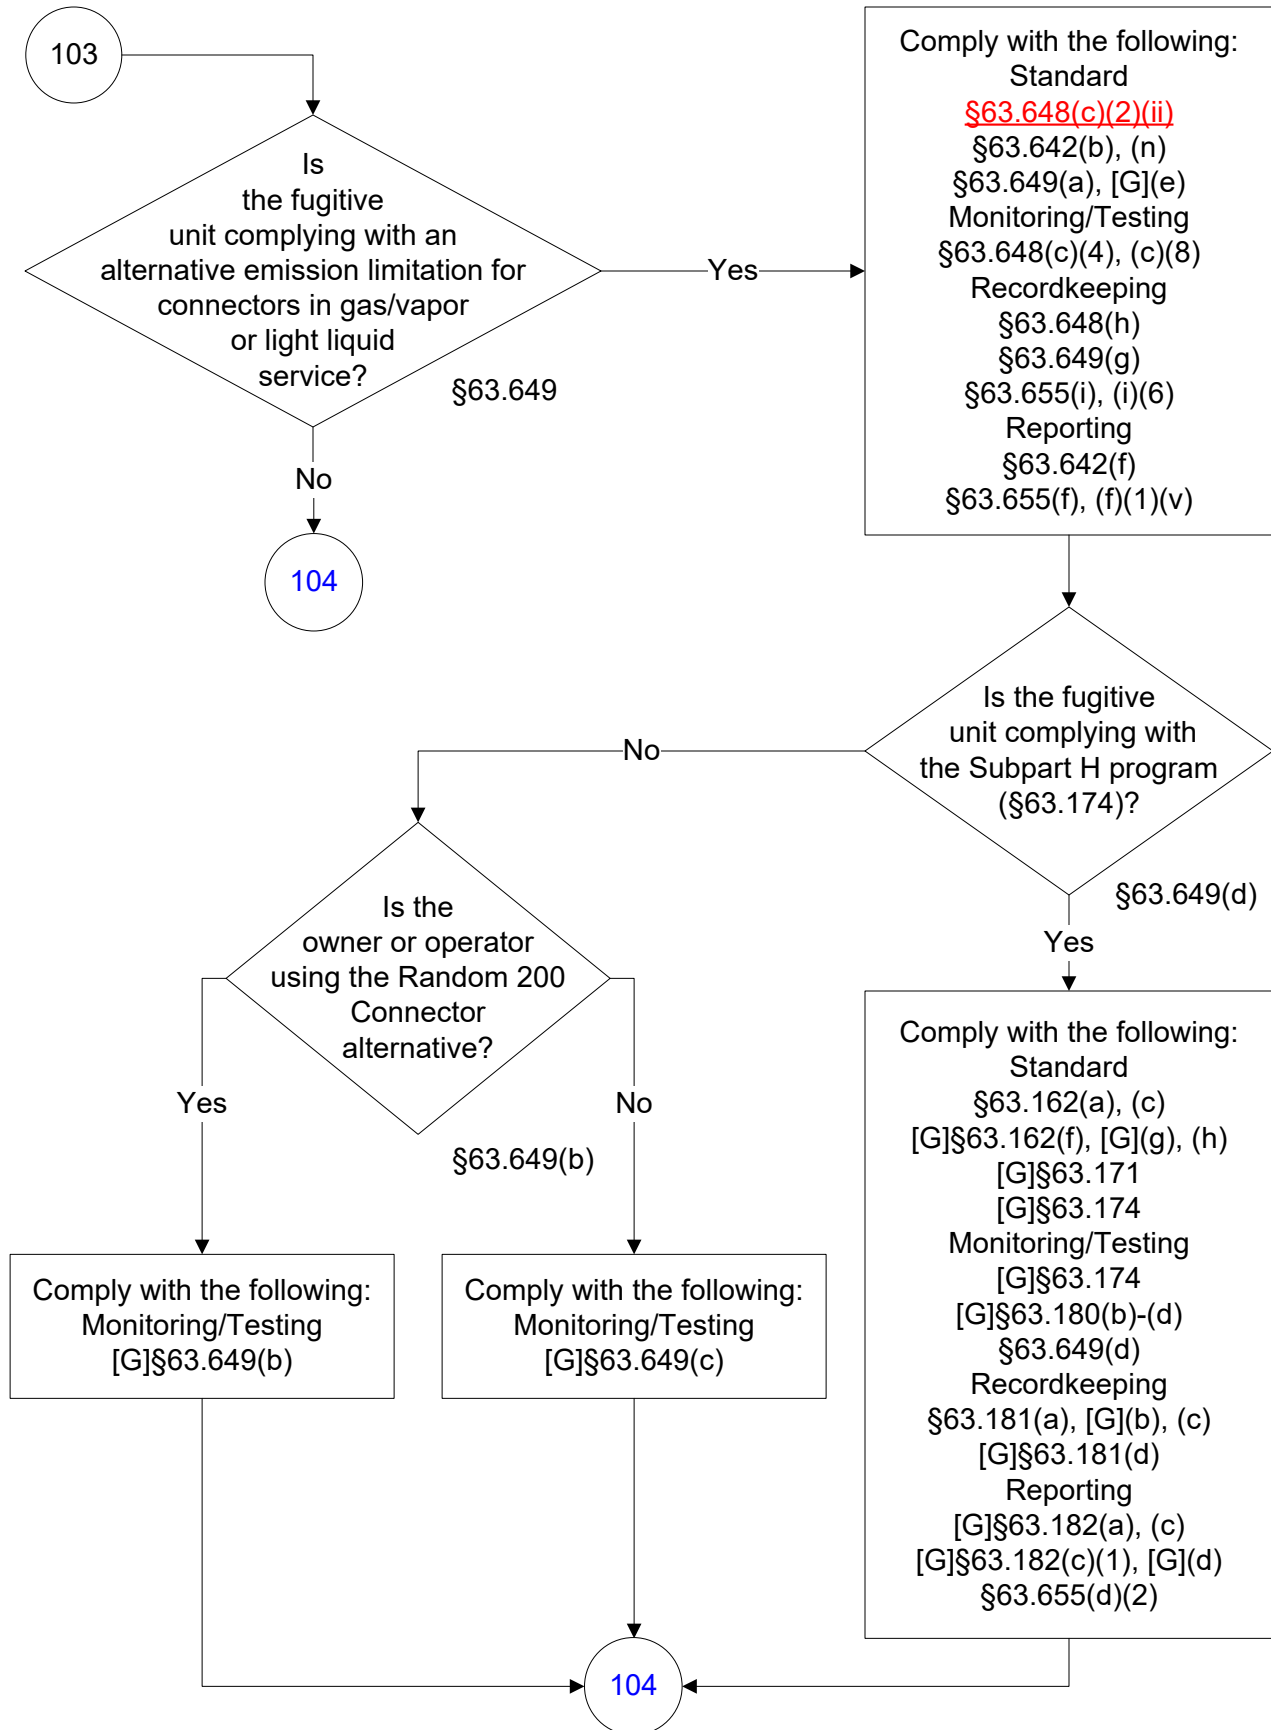 103
Is
the fugitive
unit complying with an
alternative emission limitation for
connectors in gas/vapor
or light liquid
service?
§63.649
Yes
No
104
Comply with the following:
Standard
§63.648(c)(2)(ii)
§63.642(b), (n)
§63.649(a), [G](e)
Monitoring/Testing
§63.648(c)(4), (c)(8)
Recordkeeping
§63.648(h)
§63.649(g)
§63.655(i), (i)(6)
Reporting
§63.642(f)
§63.655(f), (f)(1)(v)
Is the fugitive
unit complying with
the Subpart H program
(§63.174)?
§63.649(d)
No
Yes
Is the
owner or operator
using the Random 200
Connector
alternative?
§63.649(b)
Yes
No
Comply with the following:
Monitoring/Testing
[G]§63.649(b)
Comply with the following:
Monitoring/Testing
[G]§63.649(c)
Comply with the following:
Standard
§63.162(a), (c)
[G]§63.162(f), [G](g), (h)
[G]§63.171
[G]§63.174
Monitoring/Testing
[G]§63.174
[G]§63.180(b)-(d)
§63.649(d)
Recordkeeping
§63.181(a), [G](b), (c)
[G]§63.181(d)
Reporting
[G]§63.182(a), (c)
[G]§63.182(c)(1), [G](d)
§63.655(d)(2)
104